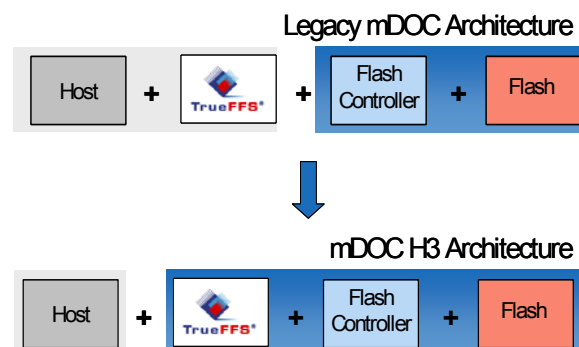 Legacy mDOC Architecture
Host
+
TrueFFS®
+
Flash
Controller
+
Flash
mDOC H3 Architecture
Host
+
TrueFFS®
+
Flash
Controller
+
Flash